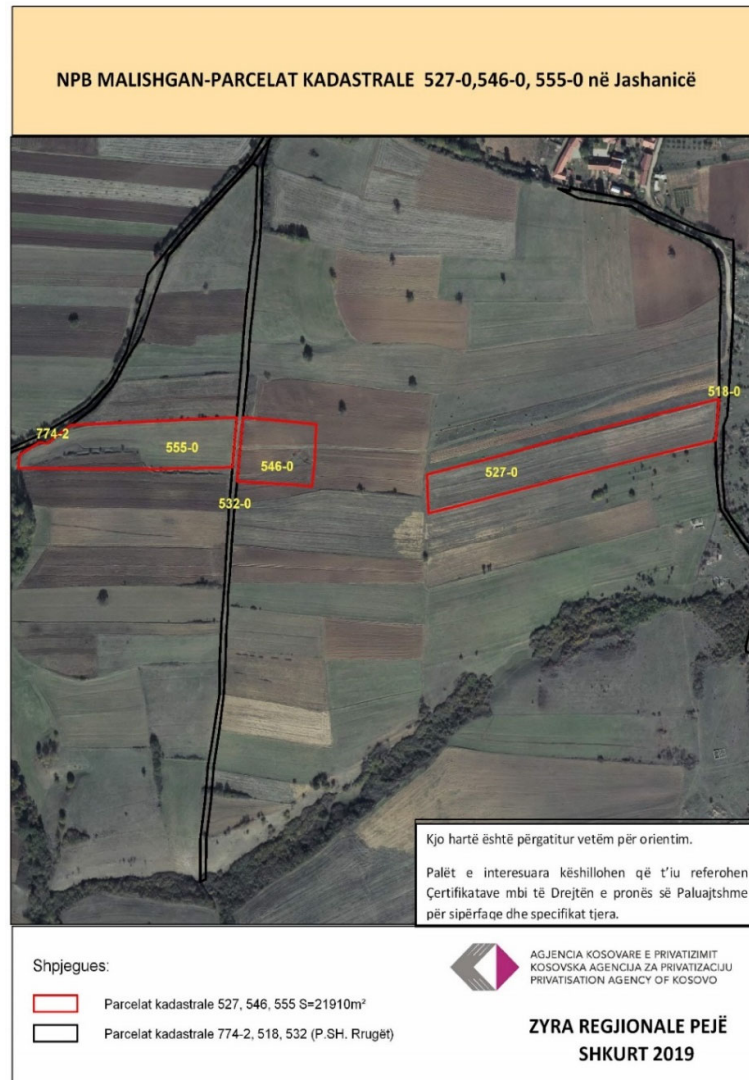 NPB MALISHGAN-PARCELAT KADASTRALE 527-0,546-0, 555-0 në Jashanicë
518-0
774-2
555-0
546-0
527-0
532-0
Kjo hartë është përgatitur vetëm për orientim.
Palët e interesuara këshillohen që t'iu referohen
Çertifikatave mbi të Drejtën e pronës së Paluajtshme
për sipërfaqe dhe specifikat tjera.
Shpjegues:
Parcelat kadastrale 527, 546, 555 S=21910m²
Parcelat kadastrale 774-2, 518, 532 (P.SH. Rrugët)
AGJENCIA KOSOVARE E PRIVATIZIMIT
KOSOVSKA AGENCIJA ZA PRIVATIZACIJU
PRIVATISATION AGENCY OF KOSOVO
ZYRA REGJIONALE PEJË
SHKURT 2019